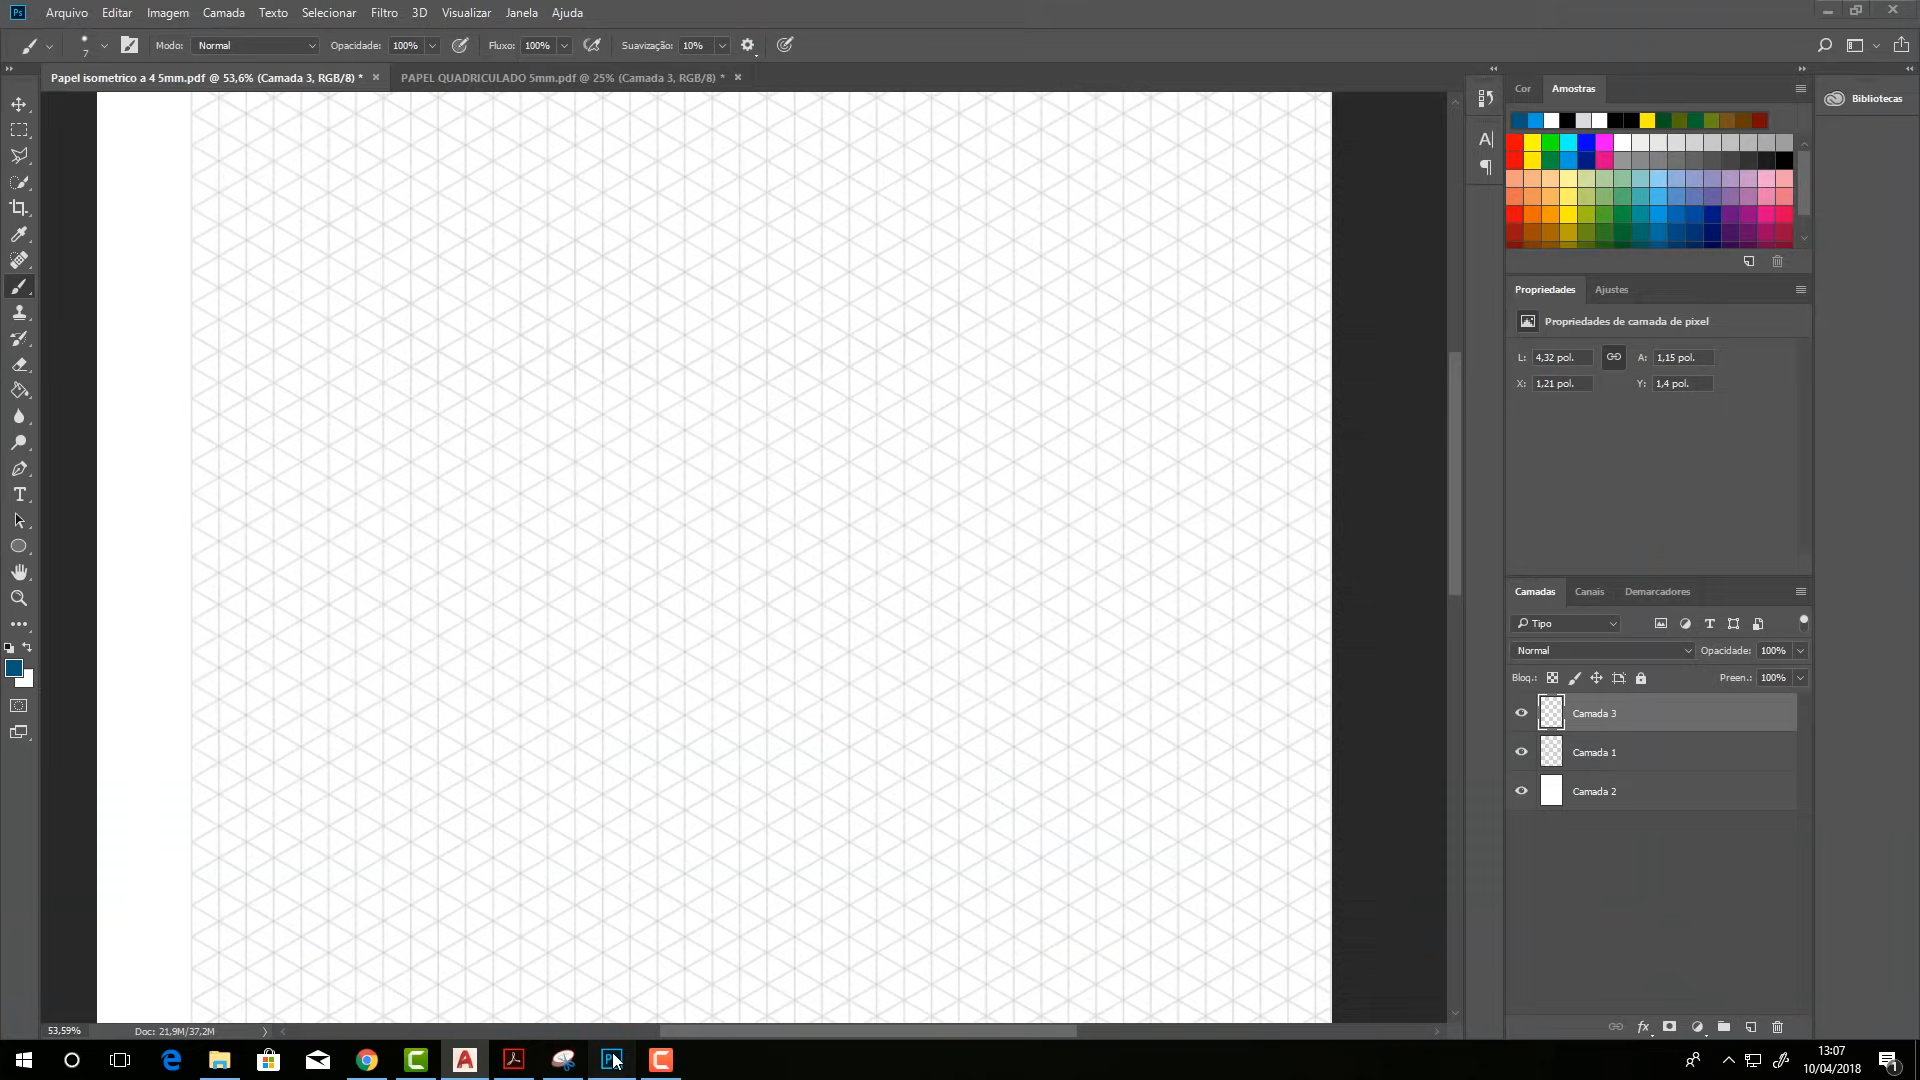 Ps Arquivo Editar Imagem Camada Texto Selecionar Filtro 3D Visualizar Janela Ajuda
7 Modo: Normal Opacidade: 100% Fluxo: 100% Suavização: 10%
Papel isometrico a 4 5mm.pdf @ 53,6% (Camada 3, RGB/8) * × PAPEL QUADRICULADO 5mm.pdf @ 25% (Camada 3, RGB/8) * ×
Cor Amostras
Bibliotecas
Propriedades Ajustes
Propriedades de camada de pixel
L: 4,32 pol. A: 1,15 pol.
X: 1,21 pol. Y: 1,4 pol.
Camadas Canais Demarcadores
Tipo
Normal Opacidade: 100%
Bloq.: Preen.: 100%
Camada 3
Camada 1
Camada 2
53,59% Doc: 21,9M/37,2M
13:07
10/04/2018
1